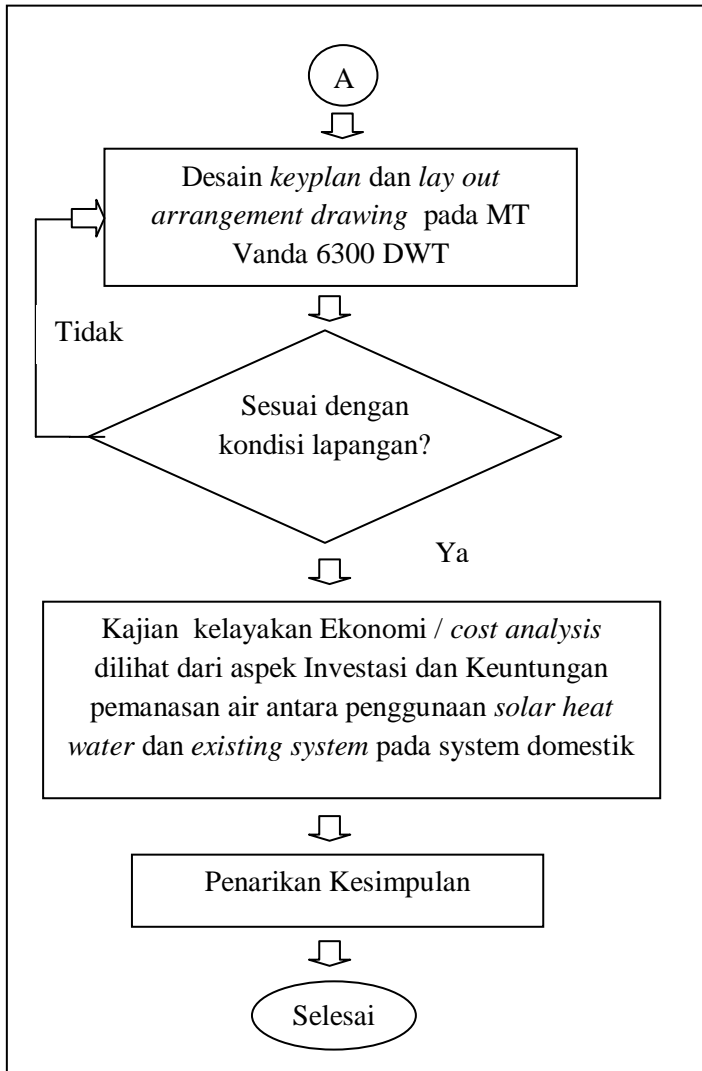 A
Desain keyplan dan lay out
arrangement drawing pada MT
Vanda 6300 DWT
Tidak
Sesuai dengan
kondisi lapangan?
Ya
Kajian kelayakan Ekonomi / cost analysis
dilihat dari aspek Investasi dan Keuntungan
pemanasan air antara penggunaan solar heat
water dan existing system pada system domestik
Penarikan Kesimpulan
Selesai